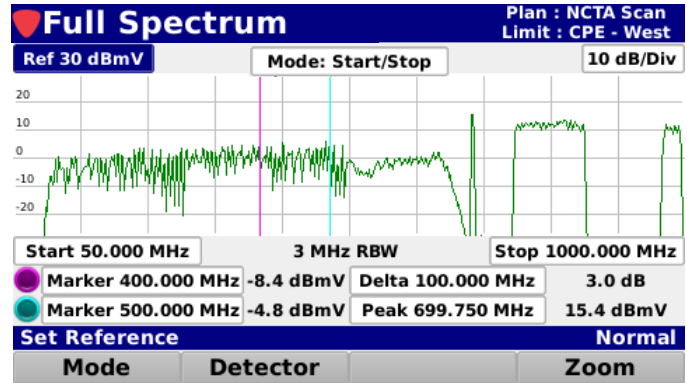 Full Spectrum
Plan : NCTA Scan
Limit : CPE - West
Ref 30 dBmV
Mode: Start/Stop
10 dB/Div
20
10
0
-10
-20
Start 50.000 MHz
3 MHz RBW
Stop 1000.000 MHz
Marker 400.000 MHz -8.4 dBmV Delta 100.000 MHz 3.0 dB
Marker 500.000 MHz -4.8 dBmV Peak 699.750 MHz 15.4 dBmV
Set Reference
Normal
Mode
Detector
Zoom